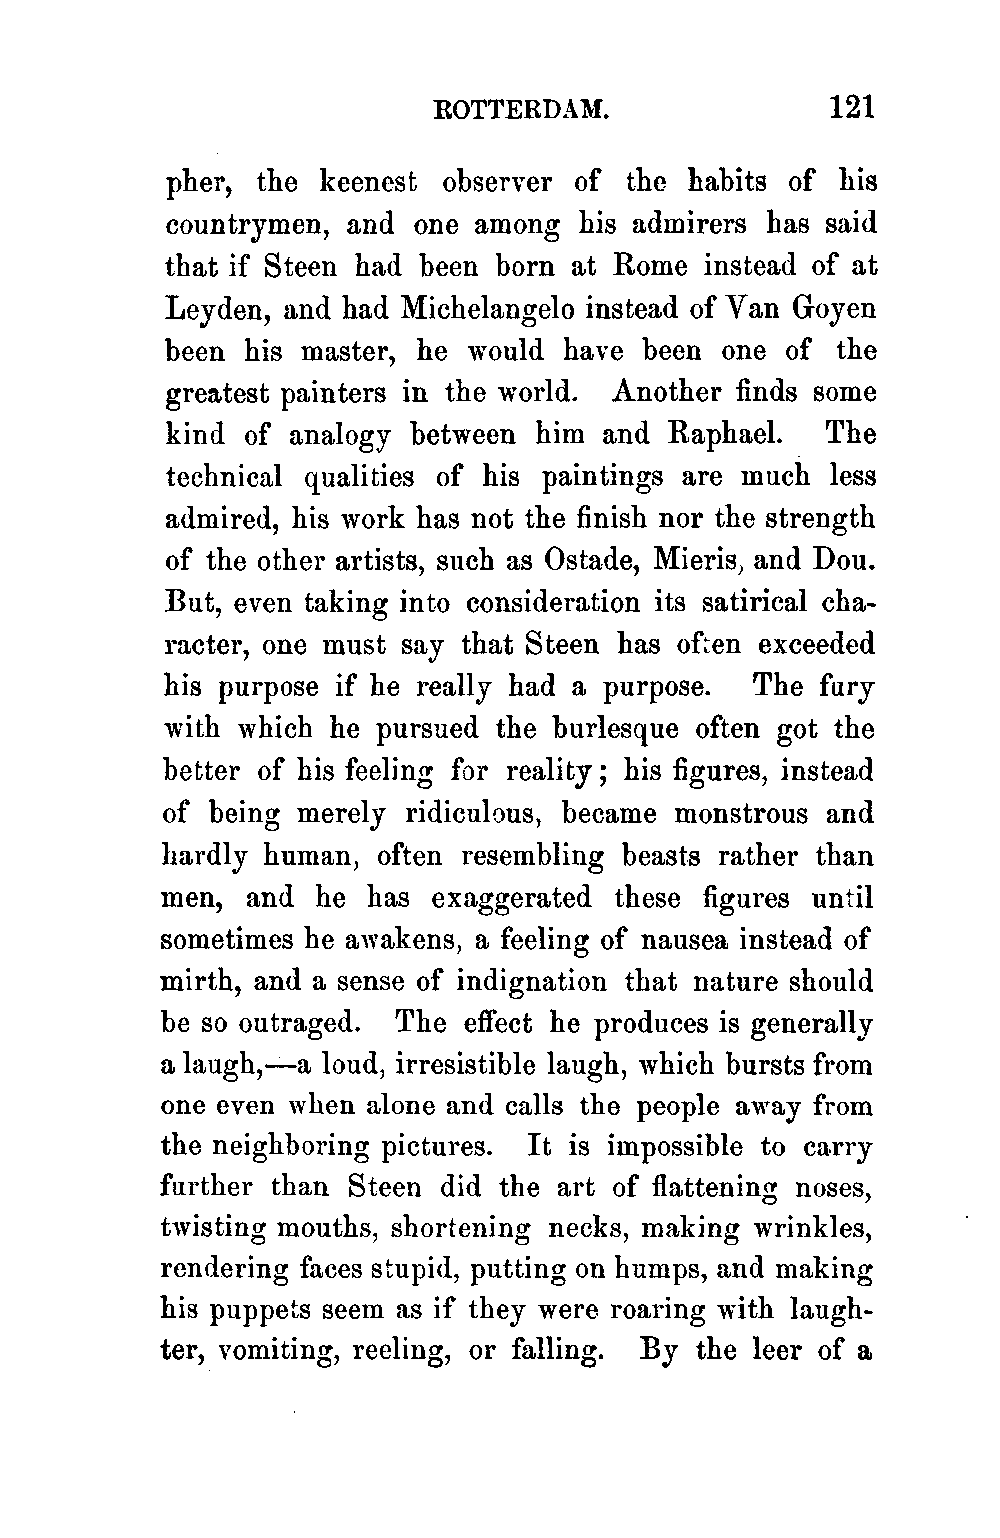 ROTTERDAM. 121
pher, the keenest observer of the habits of his
countrymen, and one among his admirers has said
that if Steen had been born at Rome instead of at
Leyden, and had Michelangelo instead of Van Goyen
been his master, he would have been one of the
greatest painters in the world. Another finds some
kind of analogy between him and Raphael. The
technical qualities of his paintings are much less
admired, his work has not the finish nor the strength
of the other artists, such as Ostade, Mieris, and Dou.
But, even taking into consideration its satirical cha-
racter, one must say that Steen has often exceeded
his purpose if he really had a purpose. The fury
with which he pursued the burlesque often got the
better of his feeling for reality; his figures, instead
of being merely ridiculous, became monstrous and
hardly human, often resembling beasts rather than
men, and he has exaggerated these figures until
sometimes he awakens, a feeling of nausea instead of
mirth, and a sense of indignation that nature should
be so outraged. The effect he produces is generally
a laugh,—a loud, irresistible laugh, which bursts from
one even when alone and calls the people away from
the neighboring pictures. It is impossible to carry
further than Steen did the art of flattening noses,
twisting mouths, shortening necks, making wrinkles,
rendering faces stupid, putting on humps, and making
his puppets seem as if they were roaring with laugh-
ter, vomiting, reeling, or falling. By the leer of a